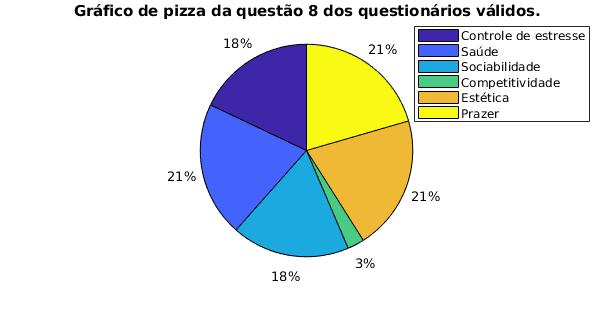 Gráfico de pizza da questão 8 dos questionários válidos.
18%
21%
Controle de estresse
Saúde
Sociabilidade
Competitividade
Estética
Prazer
21%
21%
3%
18%